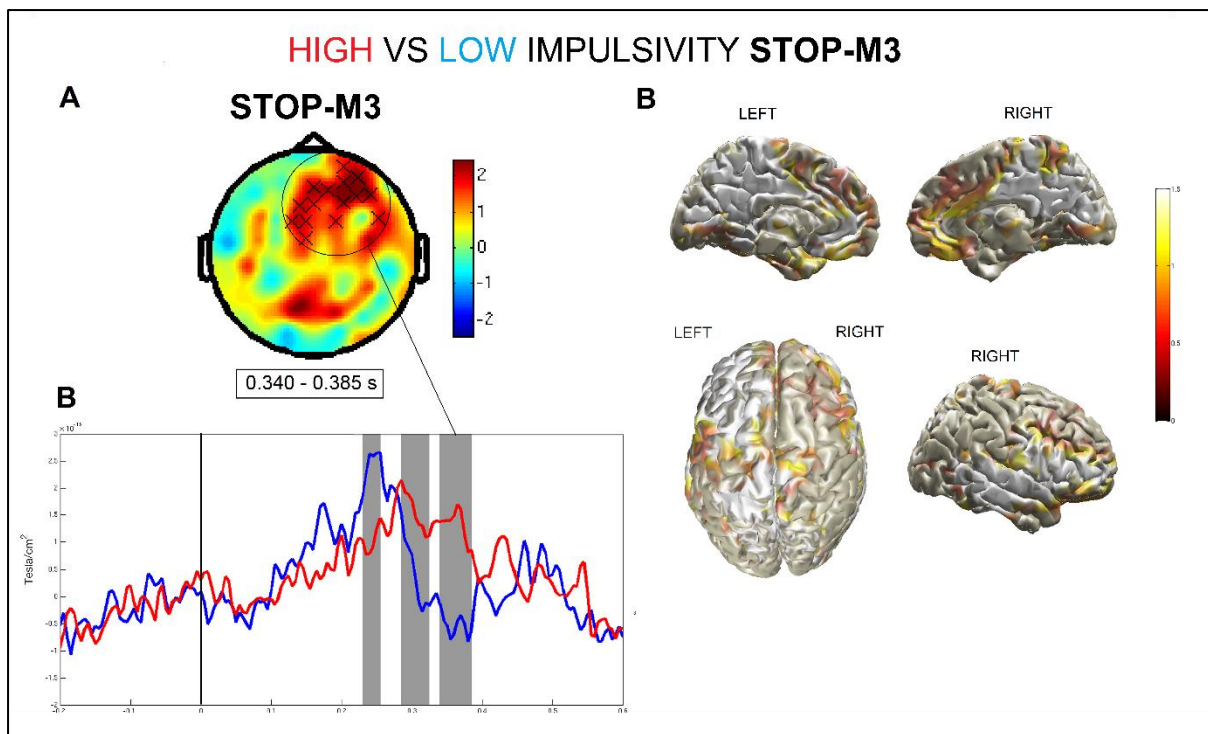 HIGH VS LOW IMPULSIVITY STOP-M3
A
STOP-M3
2
1
0
-1
-2
0.340 - 0.385 s
B
Tesla/cm²
2.5
2
1.5
1
0.5
0
-0.5
-1
-1.5
-2
-0.2 -0.1 0 0.1 0.2 0.3 0.4 0.5 0.6
s
B
LEFT RIGHT
LEFT RIGHT
RIGHT
1.5
1
0.5
0